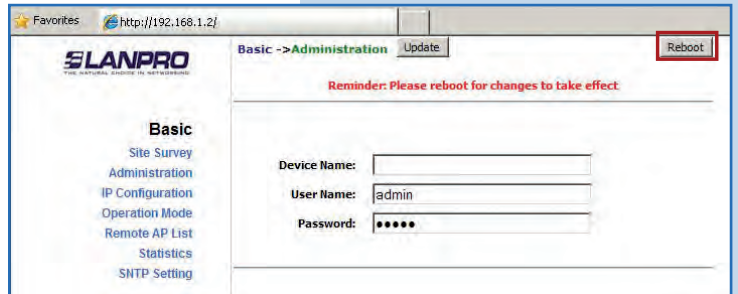 Favorites http://192.168.1.2/
LANPRO
THE NATURAL CHOICE IN NETWORKING
Basic ->Administration Update Reboot
Reminder: Please reboot for changes to take effect
Basic
Site Survey
Administration
IP Configuration
Operation Mode
Remote AP List
Statistics
SNTP Setting
Device Name:
User Name: admin
Password: •••••